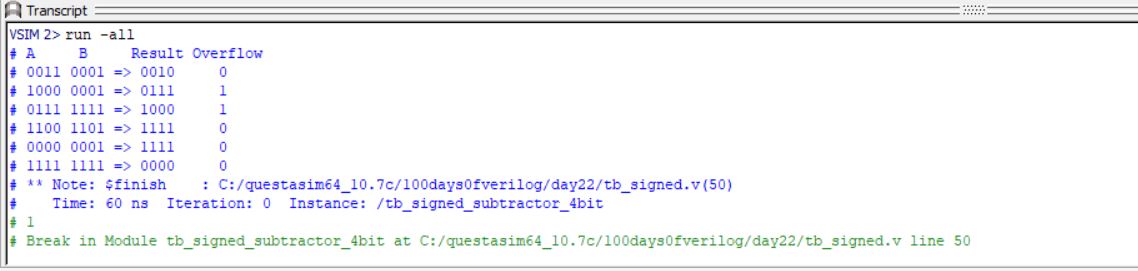 Transcript
VSIM 2> run -all
# A      B      Result Overflow
# 0011 0001 => 0010      0
# 1000 0001 => 0111      1
# 0111 1111 => 1000      1
# 1100 1101 => 1111      0
# 0000 0001 => 1111      0
# 1111 1111 => 0000      0
# ** Note: $finish    : C:/questasim64_10.7c/100days0fverilog/day22/tb_signed.v(50)
#    Time: 60 ns  Iteration: 0  Instance: /tb_signed_subtractor_4bit
# 1
# Break in Module tb_signed_subtractor_4bit at C:/questasim64_10.7c/100days0fverilog/day22/tb_signed.v line 50